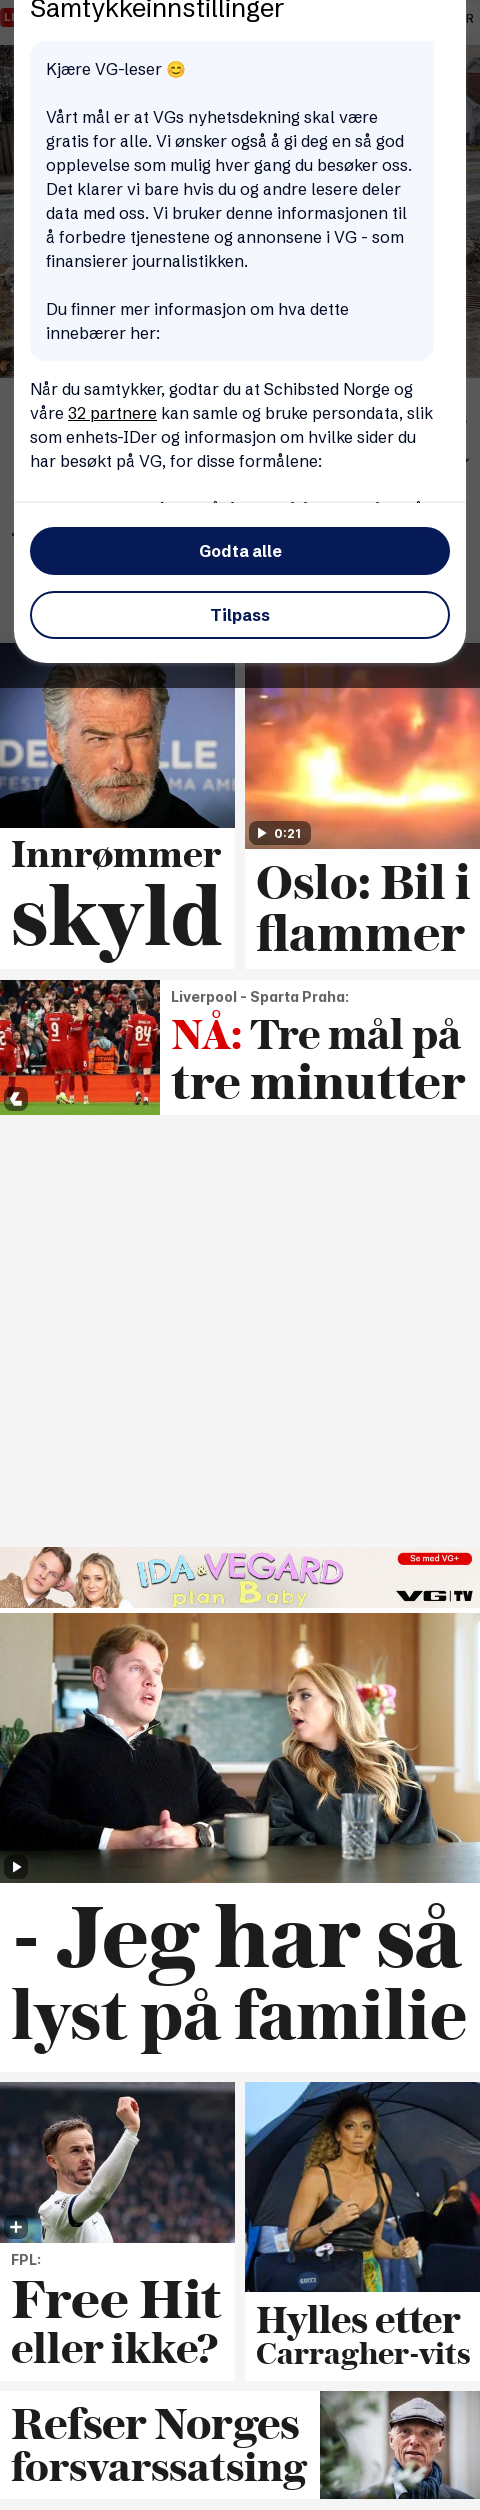 Samtykkeinnstillinger
Kjære VG-leser 😊
Vårt mål er at VGs nyhetsdekning skal være
gratis for alle. Vi ønsker også å gi deg en så god
opplevelse som mulig hver gang du besøker oss.
Det klarer vi bare hvis du og andre lesere deler
data med oss. Vi bruker denne informasjonen til
å forbedre tjenestene og annonsene i VG - som
finansierer journalistikken.
Du finner mer informasjon om hva dette
innebærer her:
Når du samtykker, godtar du at Schibsted Norge og
våre 32 partnere kan samle og bruke persondata, slik
som enhets-IDer og informasjon om hvilke sider du
har besøkt på VG, for disse formålene:
Godta alle
Tilpass
0:21
Innrømmer
skyld
Oslo: Bil i
flammer
Liverpool - Sparta Praha:
NÅ: Tre mål på
tre minutter
9
84
IDA & VEGARD
plan Baby
Se med VG+
VG|TV
- Jeg har så
lyst på familie
FPL:
Free Hit
eller ikke?
GUCCI
Hylles etter
Carragher-vits
Refser Norges
forsvarssatsing